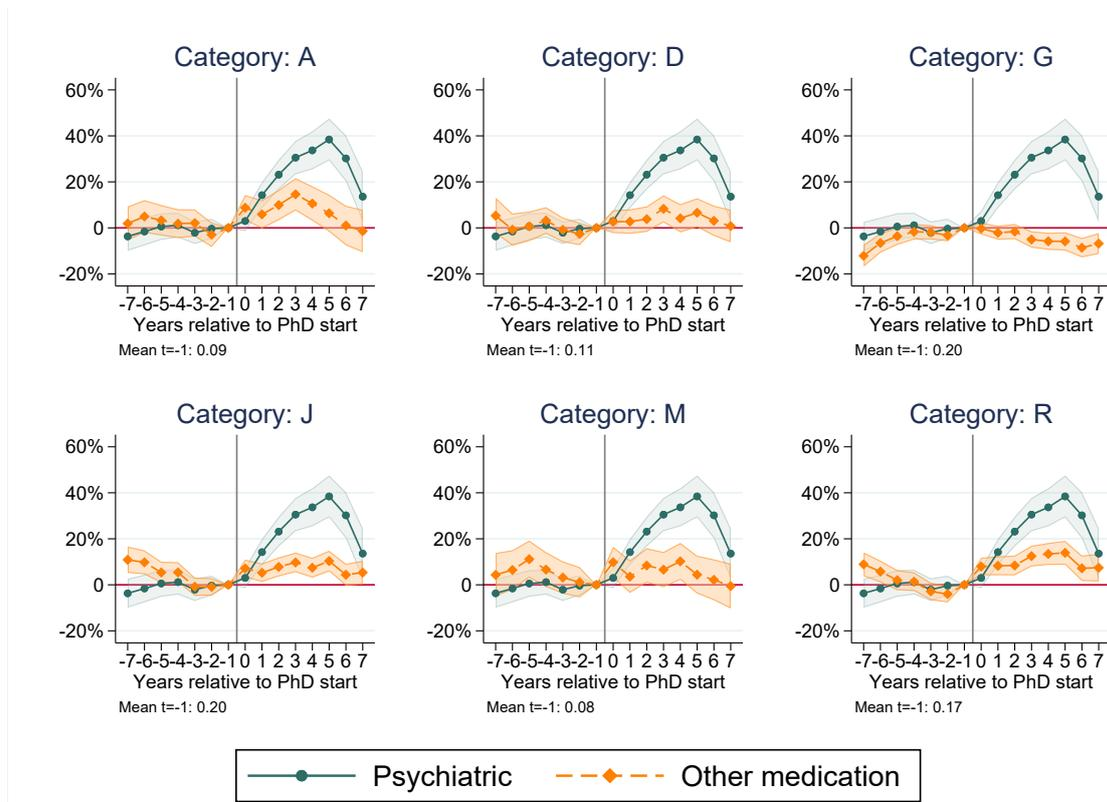 Category: A
60%
40%
20%
0
-20%
-7 -6 -5 -4 -3 -2 -1 0 1 2 3 4 5 6 7
Years relative to PhD start
Mean t=-1: 0.09
Category: D
60%
40%
20%
0
-20%
-7 -6 -5 -4 -3 -2 -1 0 1 2 3 4 5 6 7
Years relative to PhD start
Mean t=-1: 0.11
Category: G
60%
40%
20%
0
-20%
-7 -6 -5 -4 -3 -2 -1 0 1 2 3 4 5 6 7
Years relative to PhD start
Mean t=-1: 0.20
Category: J
60%
40%
20%
0
-20%
-7 -6 -5 -4 -3 -2 -1 0 1 2 3 4 5 6 7
Years relative to PhD start
Mean t=-1: 0.20
Category: M
60%
40%
20%
0
-20%
-7 -6 -5 -4 -3 -2 -1 0 1 2 3 4 5 6 7
Years relative to PhD start
Mean t=-1: 0.08
Category: R
60%
40%
20%
0
-20%
-7 -6 -5 -4 -3 -2 -1 0 1 2 3 4 5 6 7
Years relative to PhD start
Mean t=-1: 0.17
Psychiatric Other medication